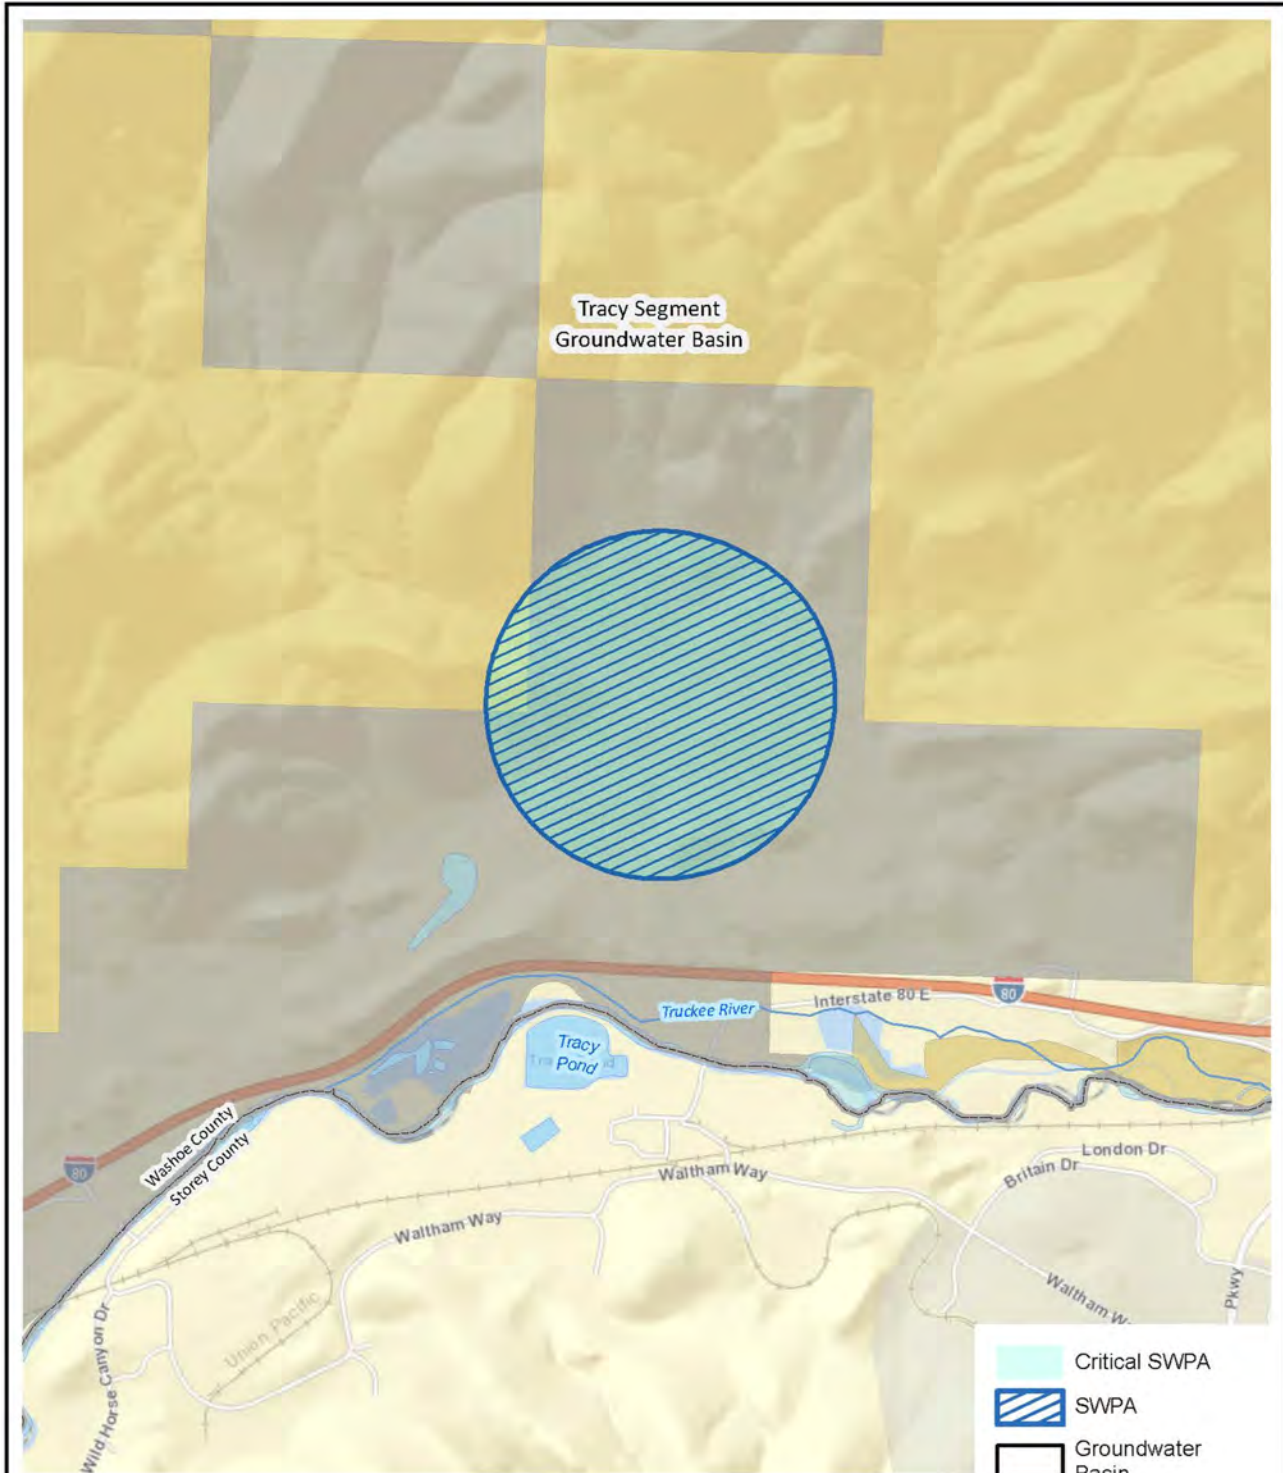 Tracy Segment
Groundwater Basin
Truckee River
Interstate 80 E
80
Tracy
Pond
Washoe County
Storey County
80
Waltham Way
London Dr
Britain Dr
Waltham Way
Waltham W
Pkwy
Union Pacific
Wild Horse Canyon Dr
Critical SWPA
SWPA
Groundwater